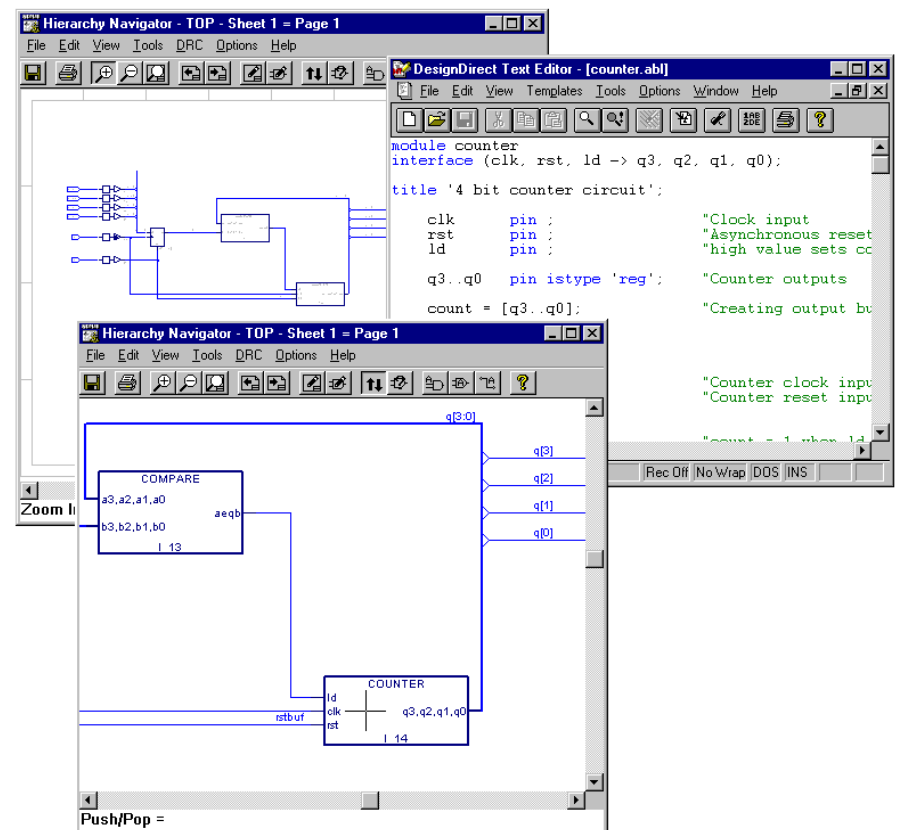 Hierarchy Navigator - TOP - Sheet 1 = Page 1
File Edit View Tools DRC Options Help
Zoom I
DesignDirect Text Editor - [counter.abl]
File Edit View Templates Tools Options Window Help
module counter
interface (clk, rst, ld -> q3, q2, q1, q0);
title '4 bit counter circuit';
clk pin ; "Clock input
rst pin ; "Asynchronous reset
ld pin ; "high value sets co
q3..q0 pin istype 'reg'; "Counter outputs
count = [q3..q0]; "Creating output bu
"Counter clock inpu
"Counter reset inpu
"count = 1 when ld
Rec Off No Wrap DOS INS
Hierarchy Navigator - TOP - Sheet 1 = Page 1
File Edit View Tools DRC Options Help
q[3:0]
q[3]
q[2]
q[1]
q[0]
COMPARE
a3,a2,a1,a0
aeqb
b3,b2,b1,b0
I_13
COUNTER
ld
clk
q3,q2,q1,q0
rstbuf
rst
I_14
Push/Pop =